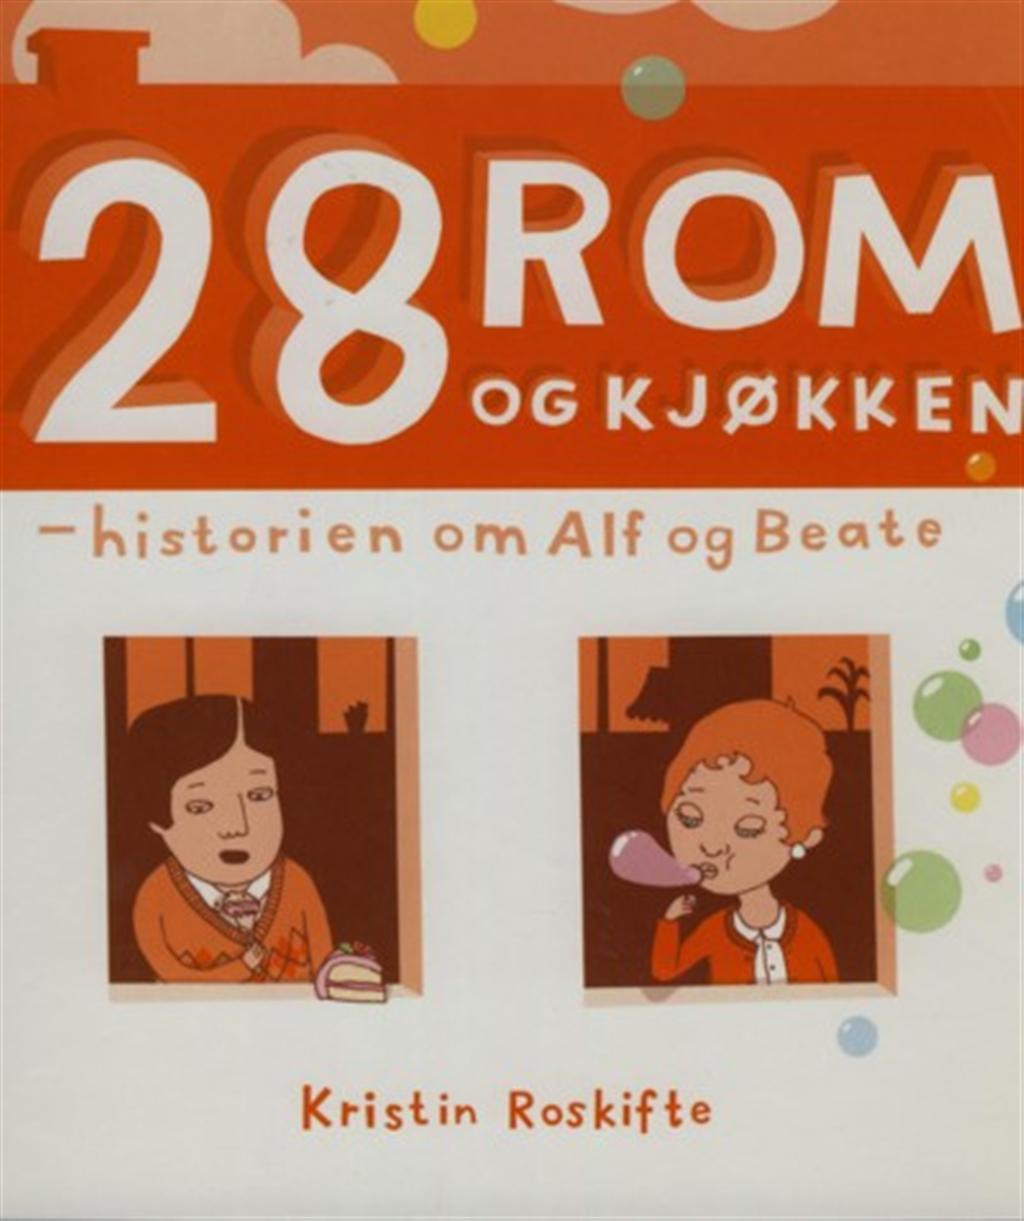 28 ROM
OG KJØKKEN
– historien om Alf og Beate
Kristin Roskifte